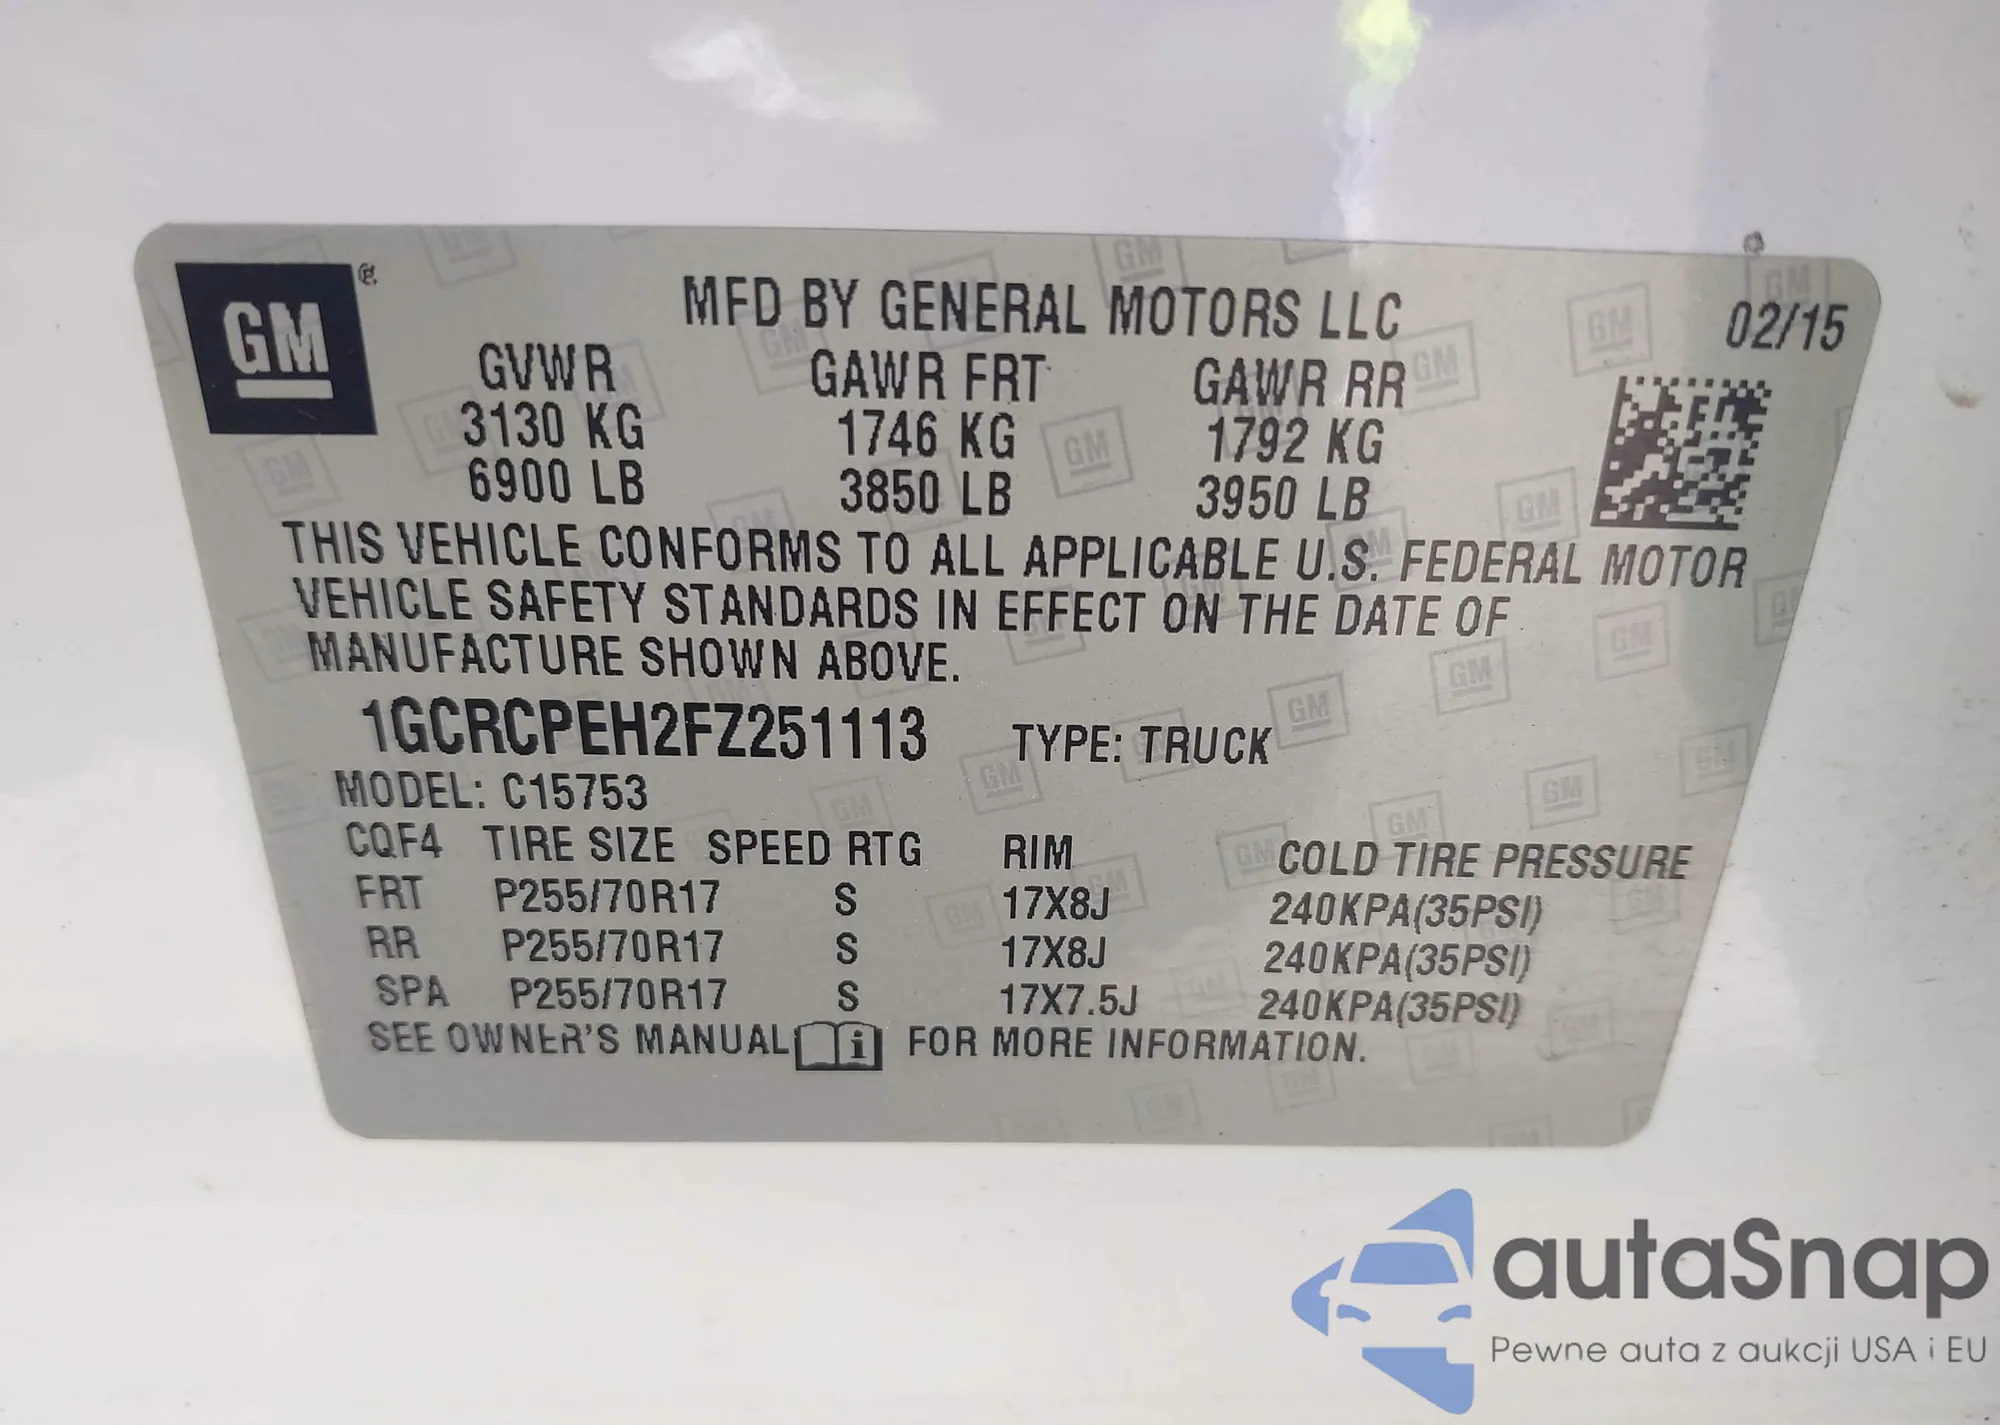 GM ®
MFD BY GENERAL MOTORS LLC 02/15
GVWR GAWR FRT GAWR RR
3130 KG 1746 KG 1792 KG
6900 LB 3850 LB 3950 LB
THIS VEHICLE CONFORMS TO ALL APPLICABLE U.S. FEDERAL MOTOR
VEHICLE SAFETY STANDARDS IN EFFECT ON THE DATE OF
MANUFACTURE SHOWN ABOVE.
1GCRCPEH2FZ251113 TYPE: TRUCK
MODEL: C15753
CQF4 TIRE SIZE SPEED RTG RIM COLD TIRE PRESSURE
FRT P255/70R17 S 17X8J 240KPA(35PSI)
RR P255/70R17 S 17X8J 240KPA(35PSI)
SPA P255/70R17 S 17X7.5J 240KPA(35PSI)
SEE OWNER'S MANUAL i FOR MORE INFORMATION.
autaSnap
Pewne auta z aukcji USA i EU